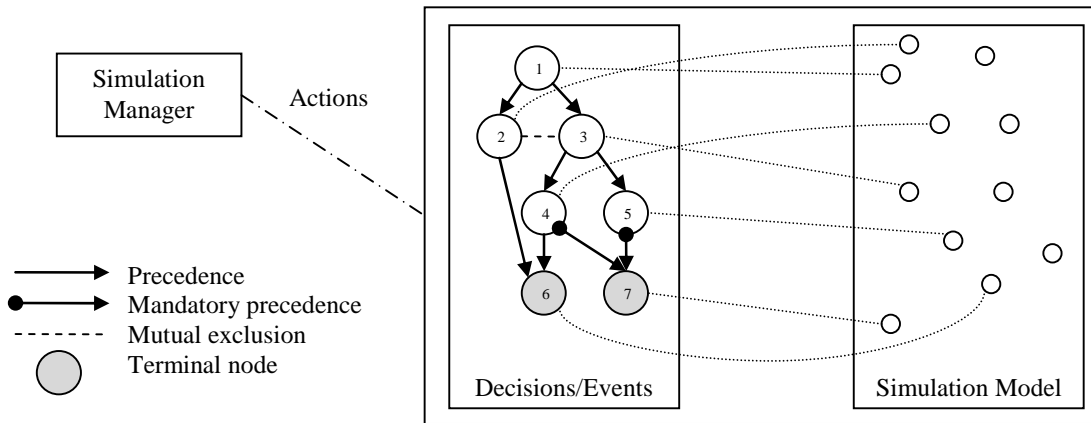 Simulation
Manager
Actions
1
2
3
4
5
6
7
Precedence
Mandatory precedence
Mutual exclusion
Terminal node
Decisions/Events
Simulation Model